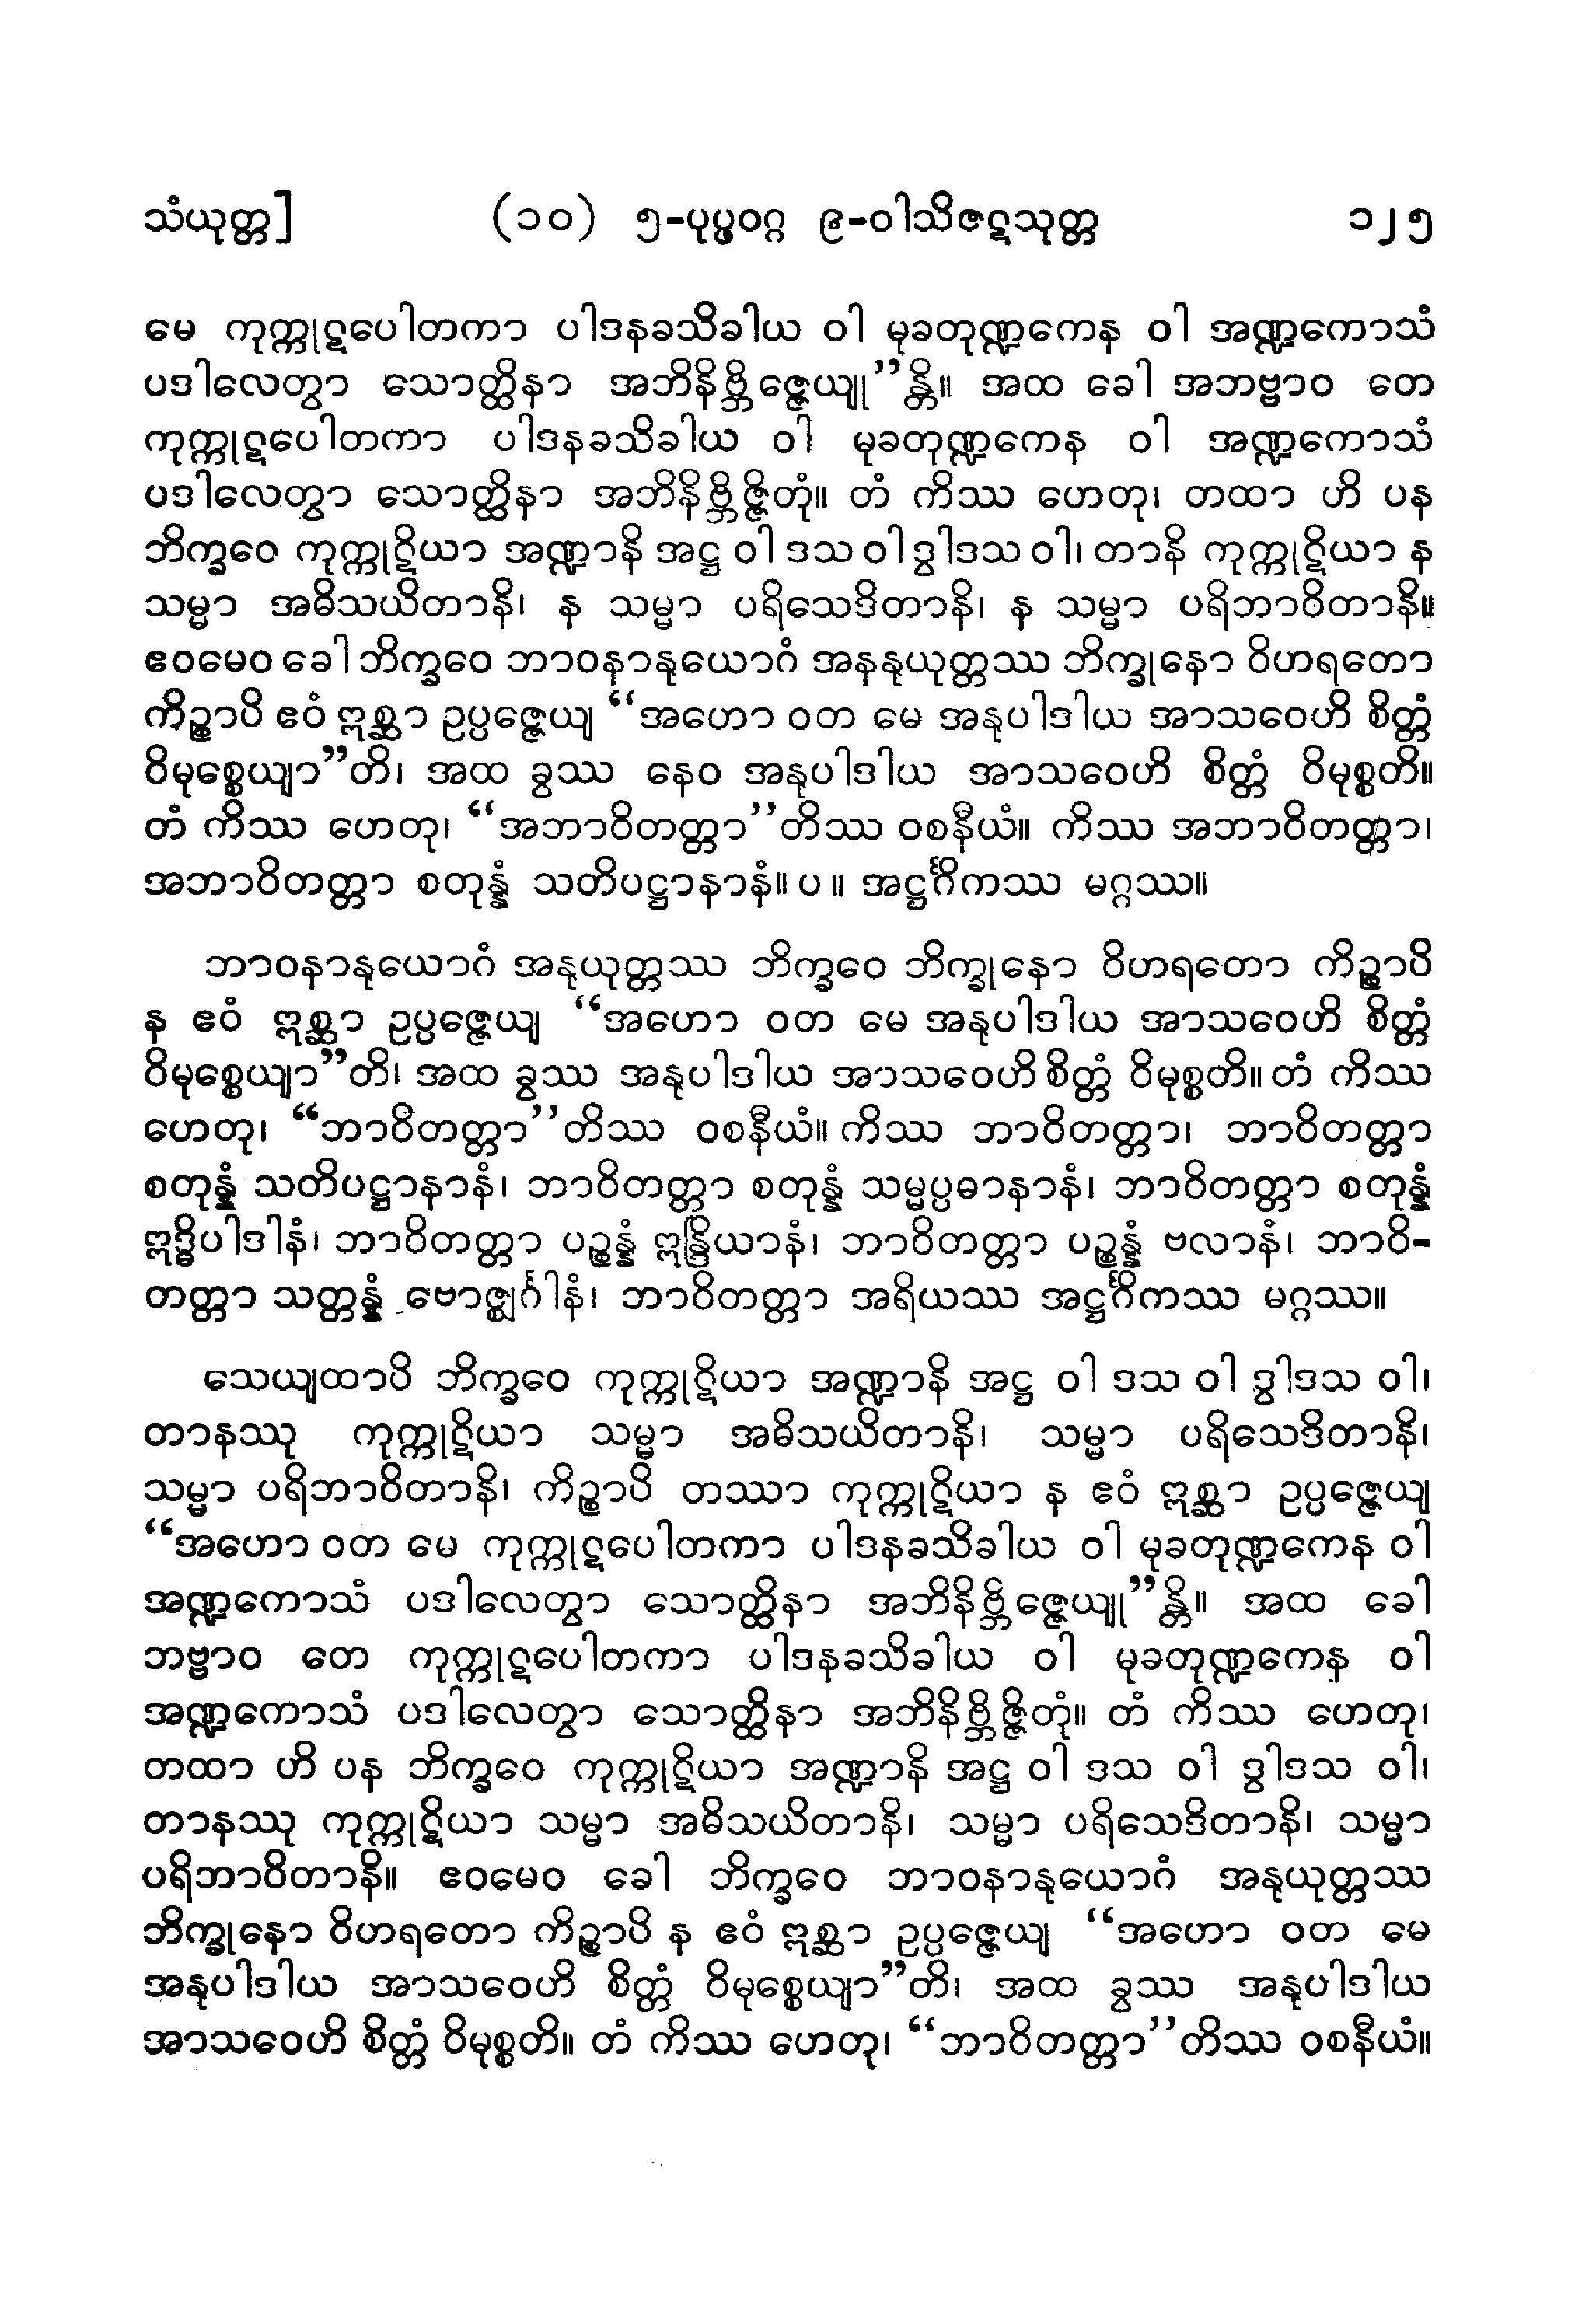 သံယုတ္တ] (၁၀) ၅-ပုပ္ဖဝဂ္ဂ ၉-ဝါသိဇဋသုတ္တ ၁၂၅
မေ ကုက္ကုဋပေါတကာ ပါဒနခသိခါယ ဝါ မုခတုဏ္ဍကေန ဝါ အဏ္ဍကောသံ
ပဒါလေတွာ သောတ္ထိနာ အဘိနိဗ္ဘိဇ္ဇေယျု”န္တိ။ အထ ခေါ အဘဗ္ဗာဝ တေ
ကုက္ကုဋပေါတကာ ပါဒနခသိခါယ ဝါ မုခတုဏ္ဍကေန ဝါ အဏ္ဍကောသံ
ပဒါလေတွာ သောတ္ထိနာ အဘိနိဗ္ဘိဇ္ဇိတုံ။ တံ ကိဿ ဟေတု၊ တထာ ဟိ ပန
ဘိက္ခဝေ ကုက္ကုဋိယာ အဏ္ဍာနိ အဋ္ဌ ဝါ ဒသ ဝါ ဒွါဒသ ဝါ၊ တာနိ ကုက္ကုဋိယာ န
သမ္မာ အဓိသယိတာနိ၊ န သမ္မာ ပရိသေဒိတာနိ၊ န သမ္မာ ပရိဘာဝိတာနိ။
ဧဝမေဝ ခေါ ဘိက္ခဝေ ဘာဝနာနုယောဂံ အနနုယုတ္တဿ ဘိက္ခုနော ဝိဟရတော
ကိဉ္စာပိ ဧဝံ ဣစ္ဆာ ဥပ္ပဇ္ဇေယျ “အဟော ဝတ မေ အနုပါဒါယ အာသဝေဟိ စိတ္တံ
ဝိမုစ္စေယျာ”တိ၊ အထ ခွဿ နေဝ အနုပါဒါယ အာသဝေဟိ စိတ္တံ ဝိမုစ္စတိ။
တံ ကိဿ ဟေတု၊ “အဘာဝိတတ္တာ”တိဿ ဝစနီယံ။ ကိဿ အဘာဝိတတ္တာ၊
အဘာဝိတတ္တာ စတုန္နံ သတိပဋ္ဌာနာနံ။ ပ ။ အဋ္ဌင်္ဂိကဿ မဂ္ဂဿ။
ဘာဝနာနုယောဂံ အနုယုတ္တဿ ဘိက္ခဝေ ဘိက္ခုနော ဝိဟရတော ကိဉ္စာပိ
န ဧဝံ ဣစ္ဆာ ဥပ္ပဇ္ဇေယျ “အဟော ဝတ မေ အနုပါဒါယ အာသဝေဟိ စိတ္တံ
ဝိမုစ္စေယျာ”တိ၊ အထ ခွဿ အနုပါဒါယ အာသဝေဟိ စိတ္တံ ဝိမုစ္စတိ။ တံ ကိဿ
ဟေတု၊ “ဘာဝိတတ္တာ”တိဿ ဝစနီယံ။ ကိဿ ဘာဝိတတ္တာ၊ ဘာဝိတတ္တာ
စတုန္နံ သတိပဋ္ဌာနာနံ၊ ဘာဝိတတ္တာ စတုန္နံ သမ္မပ္ပဓာနာနံ၊ ဘာဝိတတ္တာ စတုန္နံ
ဣဒ္ဓိပါဒါနံ၊ ဘာဝိတတ္တာ ပဉ္စန္နံ ဣန္ဒြိယာနံ၊ ဘာဝိတတ္တာ ပဉ္စန္နံ ဗလာနံ၊ ဘာဝိ-
တတ္တာ သတ္တန္နံ ဗောဇ္ဈင်္ဂါနံ၊ ဘာဝိတတ္တာ အရိယဿ အဋ္ဌင်္ဂိကဿ မဂ္ဂဿ။
သေယျထာပိ ဘိက္ခဝေ ကုက္ကုဋိယာ အဏ္ဍာနိ အဋ္ဌ ဝါ ဒသ ဝါ ဒွါဒသ ဝါ၊
တာနဿု ကုက္ကုဋိယာ သမ္မာ အဓိသယိတာနိ၊ သမ္မာ ပရိသေဒိတာနိ၊
သမ္မာ ပရိဘာဝိတာနိ၊ ကိဉ္စာပိ တဿာ ကုက္ကုဋိယာ န ဧဝံ ဣစ္ဆာ ဥပ္ပဇ္ဇေယျ
“အဟော ဝတ မေ ကုက္ကုဋပေါတကာ ပါဒနခသိခါယ ဝါ မုခတုဏ္ဍကေန ဝါ
အဏ္ဍကောသံ ပဒါလေတွာ သောတ္ထိနာ အဘိနိဗ္ဘိဇ္ဇေယျု”န္တိ။ အထ ခေါ
ဘဗ္ဗာဝ တေ ကုက္ကုဋပေါတကာ ပါဒနခသိခါယ ဝါ မုခတုဏ္ဍကေန ဝါ
အဏ္ဍကောသံ ပဒါလေတွာ သောတ္ထိနာ အဘိနိဗ္ဘိဇ္ဇိတုံ။ တံ ကိဿ ဟေတု၊
တထာ ဟိ ပန ဘိက္ခဝေ ကုက္ကုဋိယာ အဏ္ဍာနိ အဋ္ဌ ဝါ ဒသ ဝါ ဒွါဒသ ဝါ၊
တာနဿု ကုက္ကုဋိယာ သမ္မာ အဓိသယိတာနိ၊ သမ္မာ ပရိသေဒိတာနိ၊ သမ္မာ
ပရိဘာဝိတာနိ။ ဧဝမေဝ ခေါ ဘိက္ခဝေ ဘာဝနာနုယောဂံ အနုယုတ္တဿ
ဘိက္ခုနော ဝိဟရတော ကိဉ္စာပိ န ဧဝံ ဣစ္ဆာ ဥပ္ပဇ္ဇေယျ “အဟော ဝတ မေ
အနုပါဒါယ အာသဝေဟိ စိတ္တံ ဝိမုစ္စေယျာ”တိ၊ အထ ခွဿ အနုပါဒါယ
အာသဝေဟိ စိတ္တံ ဝိမုစ္စတိ။ တံ ကိဿ ဟေတု၊ “ဘာဝိတတ္တာ”တိဿ ဝစနီယံ။